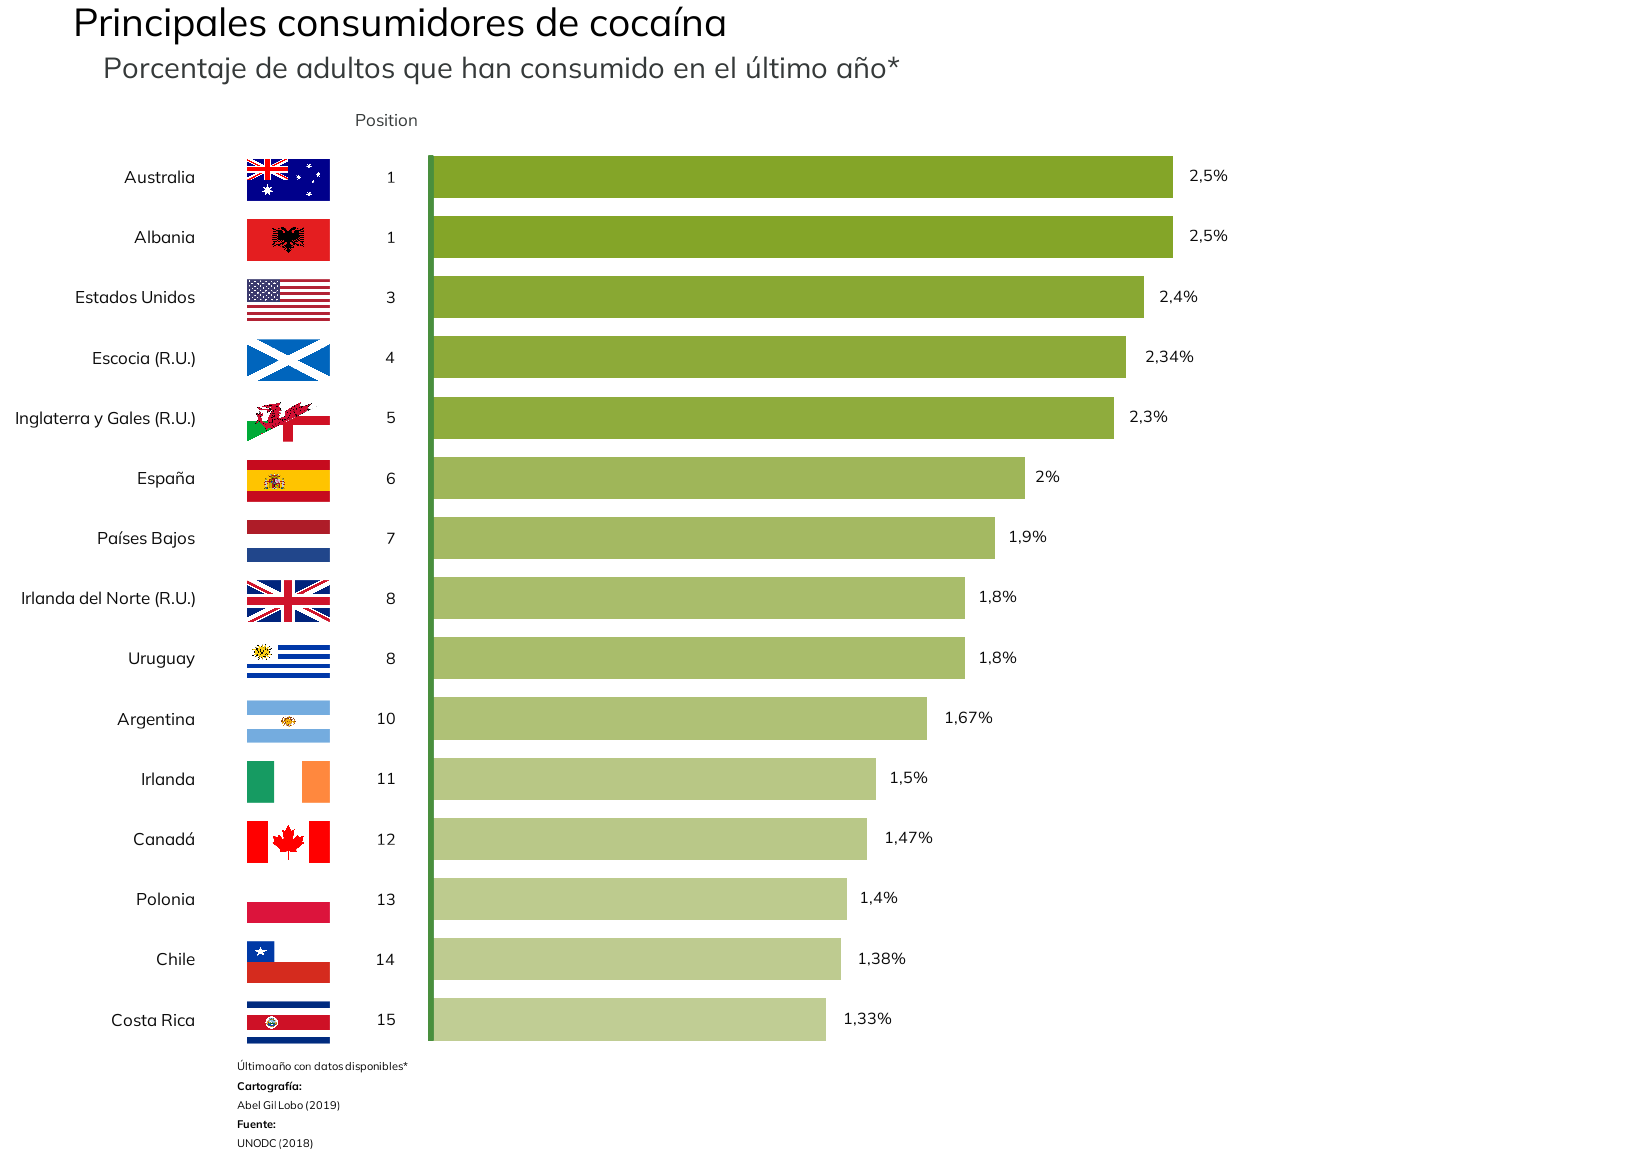 Principales consumidores de cocaína
Porcentaje de adultos que han consumido en el último año*
Position
Australia 1 2,5%
Albania 1 2,5%
Estados Unidos 3 2,4%
Escocia (R.U.) 4 2,34%
Inglaterra y Gales (R.U.) 5 2,3%
España 6 2%
Países Bajos 7 1,9%
Irlanda del Norte (R.U.) 8 1,8%
Uruguay 8 1,8%
Argentina 10 1,67%
Irlanda 11 1,5%
Canadá 12 1,47%
Polonia 13 1,4%
Chile 14 1,38%
Costa Rica 15 1,33%
Último año con datos disponibles*
Cartografía:
Abel Gil Lobo (2019)
Fuente:
UNODC (2018)